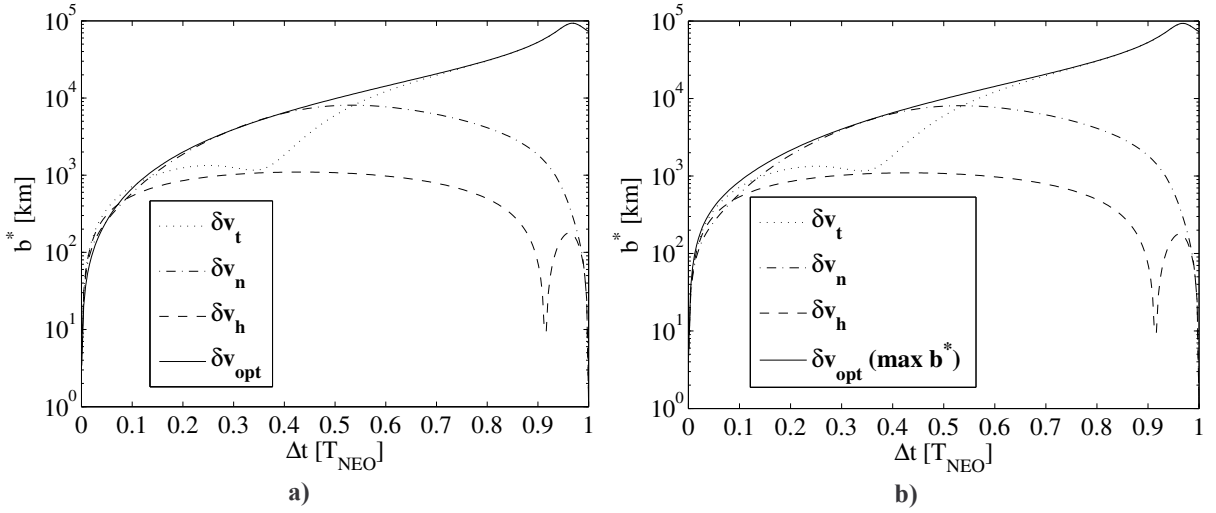 10^5
10^4
10^3
10^2
10^1
10^0
b^* [km]
δv_t
δv_n
δv_h
δv_opt
0 0.1 0.2 0.3 0.4 0.5 0.6 0.7 0.8 0.9 1
Δt [T_NEO]
a)
10^5
10^4
10^3
10^2
10^1
10^0
b^* [km]
δv_t
δv_n
δv_h
δv_opt (max b^*)
0 0.1 0.2 0.3 0.4 0.5 0.6 0.7 0.8 0.9 1
Δt [T_NEO]
b)